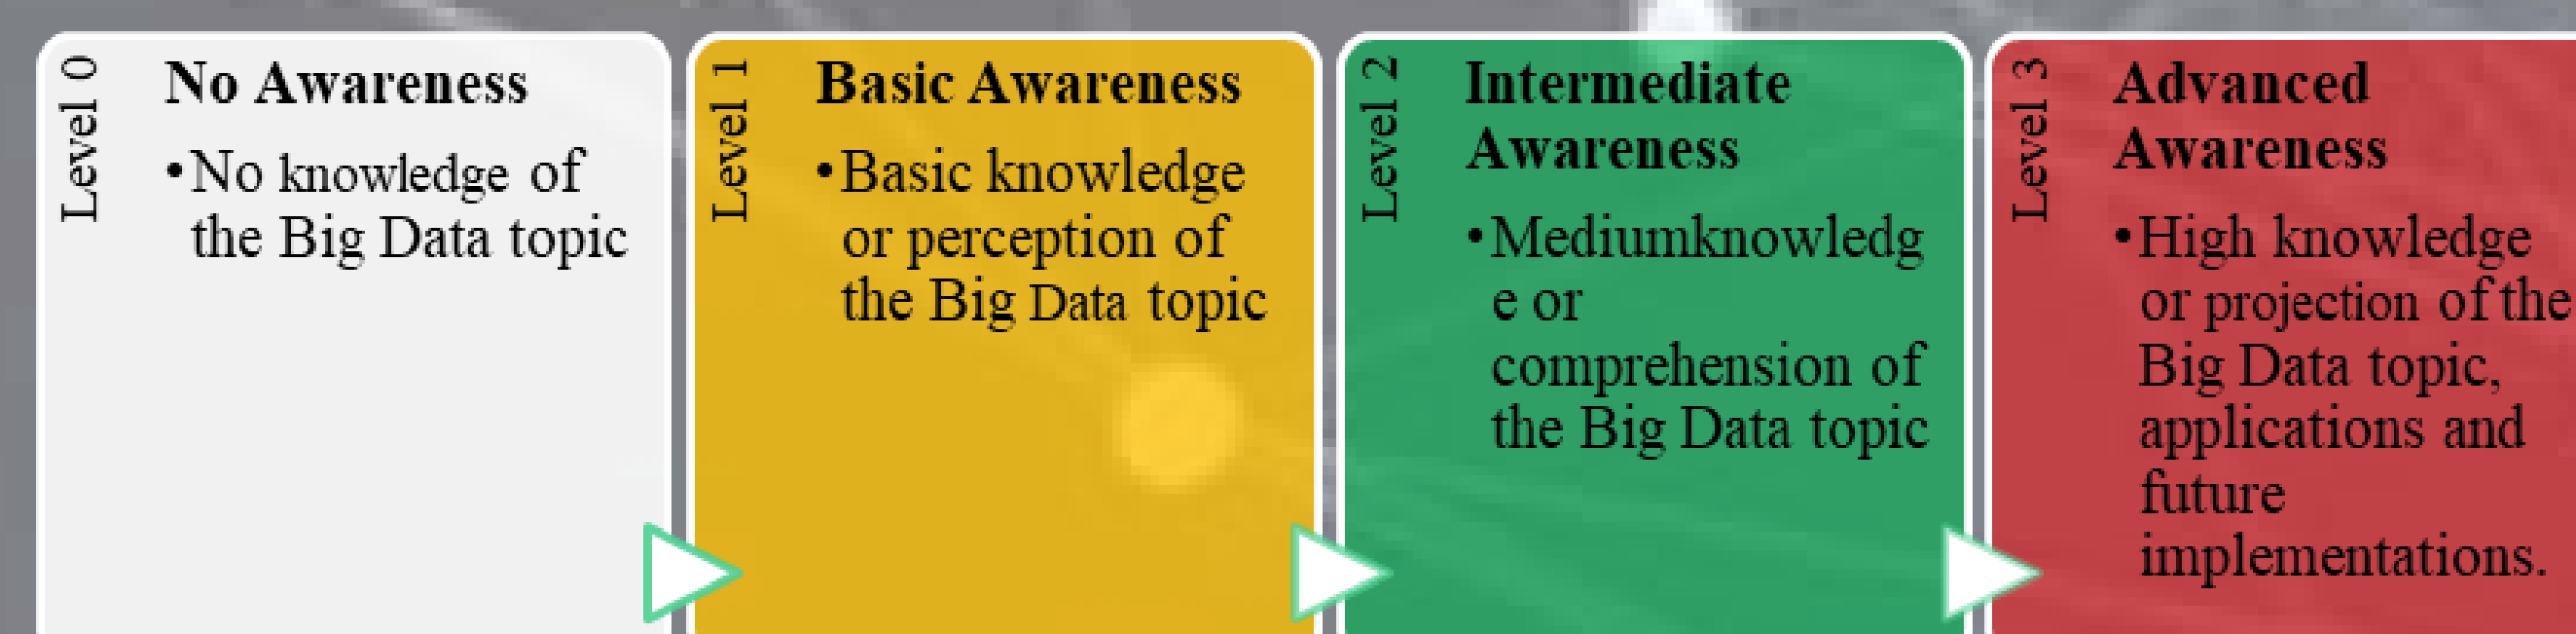 Level 0
No Awareness
•No knowledge of
the Big Data topic
Level 1
Basic Awareness
•Basic knowledge
or perception of
the Big Data topic
Level 2
Intermediate
Awareness
•Mediumknowledg
e or
comprehension of
the Big Data topic
Level 3
Advanced
Awareness
•High knowledge
or projection of the
Big Data topic,
applications and
future
implementations.